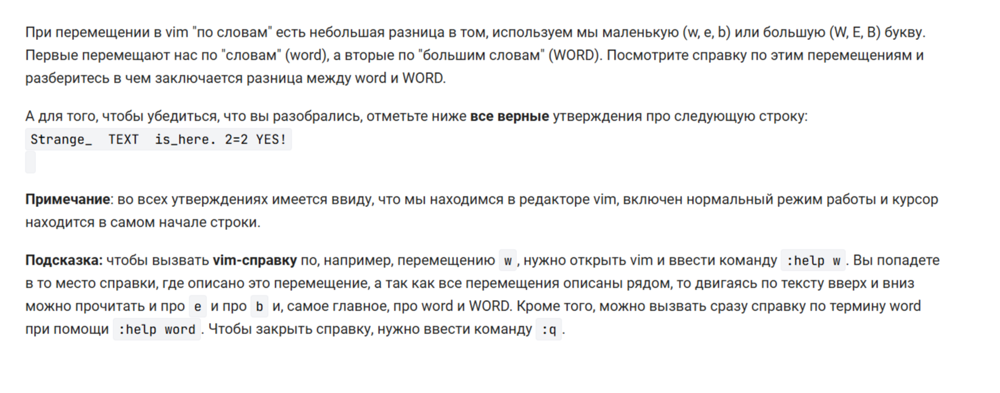 При перемещении в vim "по словам" есть небольшая разница в том, используем мы маленькую (w, e, b) или большую (W, E, B) букву.
Первые перемещают нас по "словам" (word), а вторые по "большим словам" (WORD). Посмотрите справку по этим перемещениям и
разберитесь в чем заключается разница между word и WORD.
А для того, чтобы убедиться, что вы разобрались, отметьте ниже все верные утверждения про следующую строку:
Strange_  TEXT  is_here. 2=2 YES!
Примечание: во всех утверждениях имеется ввиду, что мы находимся в редакторе vim, включен нормальный режим работы и курсор
находится в самом начале строки.
Подсказка: чтобы вызвать vim-справку по, например, перемещению w, нужно открыть vim и ввести команду :help w. Вы попадете
в то место справки, где описано это перемещение, а так как все перемещения описаны рядом, то двигаясь по тексту вверх и вниз
можно прочитать и про e и про b и, самое главное, про word и WORD. Кроме того, можно вызвать сразу справку по термину word
при помощи :help word. Чтобы закрыть справку, нужно ввести команду :q.